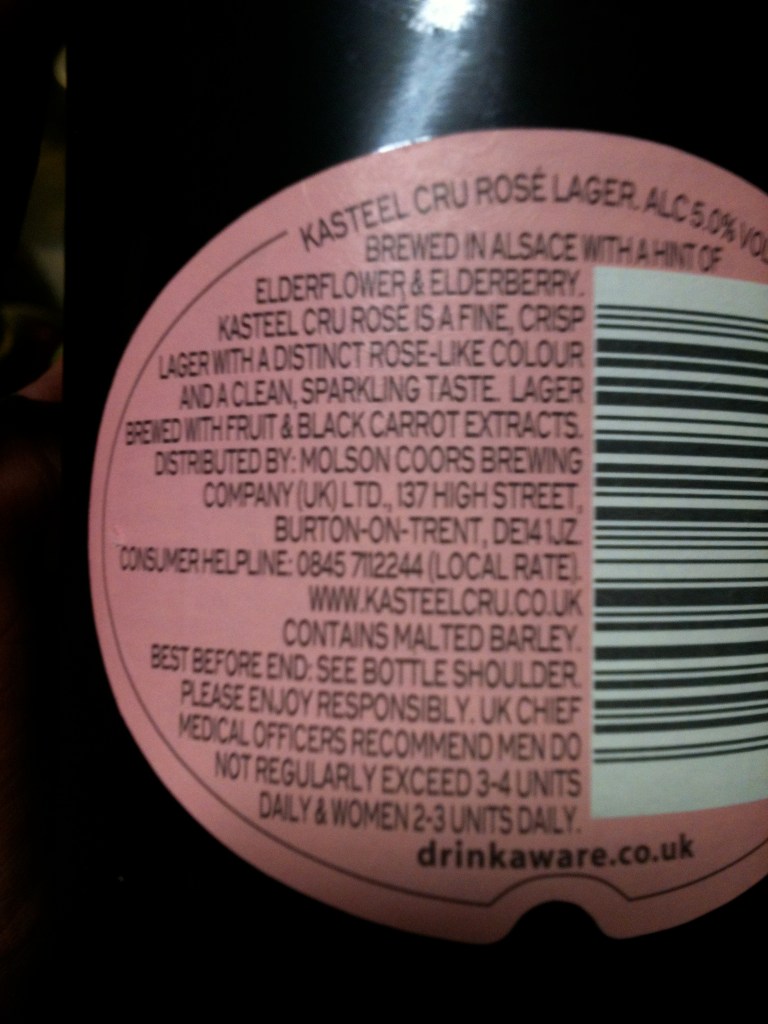 KASTEEL CRU ROSÉ LAGER. ALC 5.0% VOL
BREWED IN ALSACE WITH A HINT OF
ELDERFLOWER & ELDERBERRY.
KASTEEL CRU ROSÉ IS A FINE, CRISP
LAGER WITH A DISTINCT ROSE-LIKE COLOUR
AND A CLEAN, SPARKLING TASTE. LAGER
BREWED WITH FRUIT & BLACK CARROT EXTRACTS.
DISTRIBUTED BY: MOLSON COORS BREWING
COMPANY (UK) LTD., 137 HIGH STREET,
BURTON-ON-TRENT, DE14 1JZ.
CONSUMER HELPLINE: 0845 7112244 (LOCAL RATE).
WWW.KASTEELCRU.CO.UK
CONTAINS MALTED BARLEY.
BEST BEFORE END: SEE BOTTLE SHOULDER.
PLEASE ENJOY RESPONSIBLY. UK CHIEF
MEDICAL OFFICERS RECOMMEND MEN DO
NOT REGULARLY EXCEED 3-4 UNITS
DAILY & WOMEN 2-3 UNITS DAILY.
drinkaware.co.uk